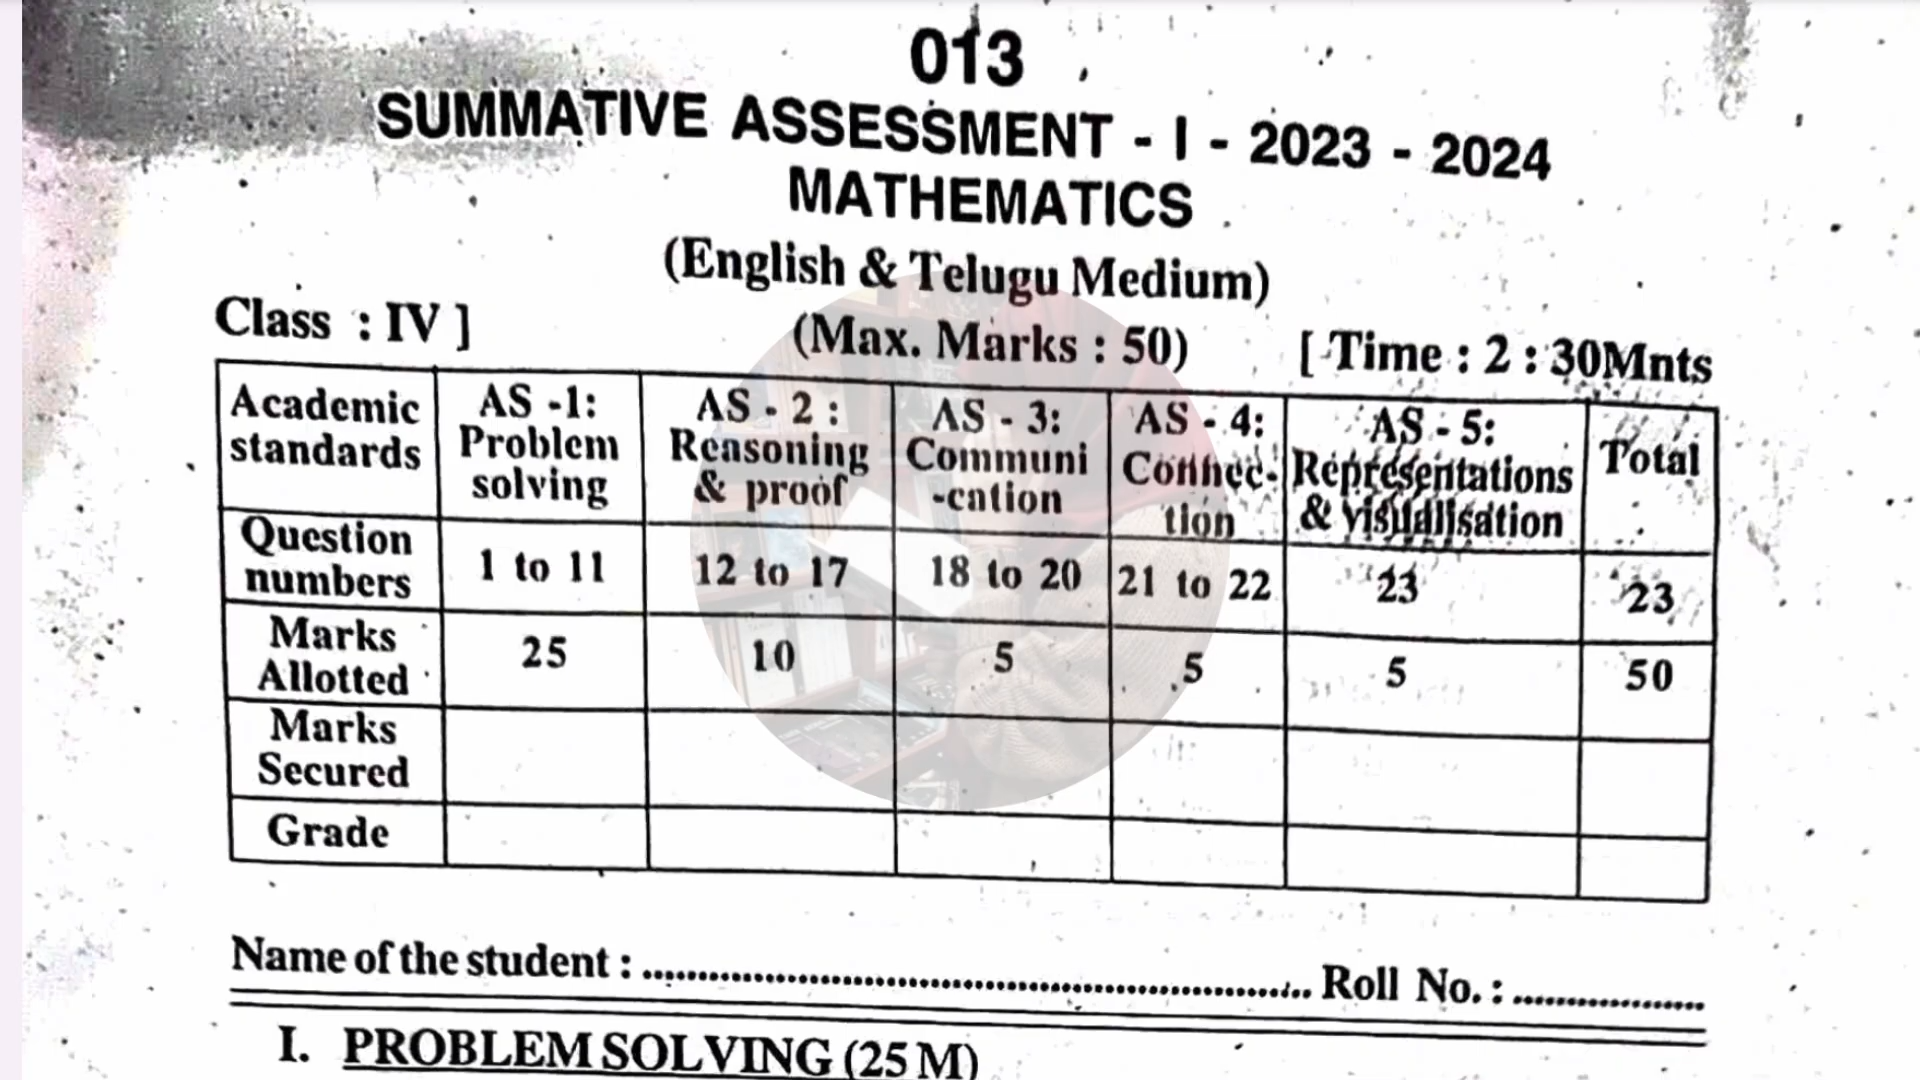 013
SUMMATIVE ASSESSMENT - I - 2023 - 2024
MATHEMATICS
(English & Telugu Medium)
Class : IV ]
(Max. Marks : 50)
[ Time : 2 : 30Mnts
Academic standards
AS -1: Problem solving
AS - 2 : Reasoning & proof
AS - 3: Communi -cation
AS - 4: Connec- tion
AS - 5: Representations & visualisation
Total
Question numbers
1 to 11
12 to 17
18 to 20
21 to 22
23
23
Marks Allotted
25
10
5
5
5
50
Marks Secured
Grade
Name of the student : ........................................................ Roll No. : .................
I. PROBLEM SOLVING (25 M)